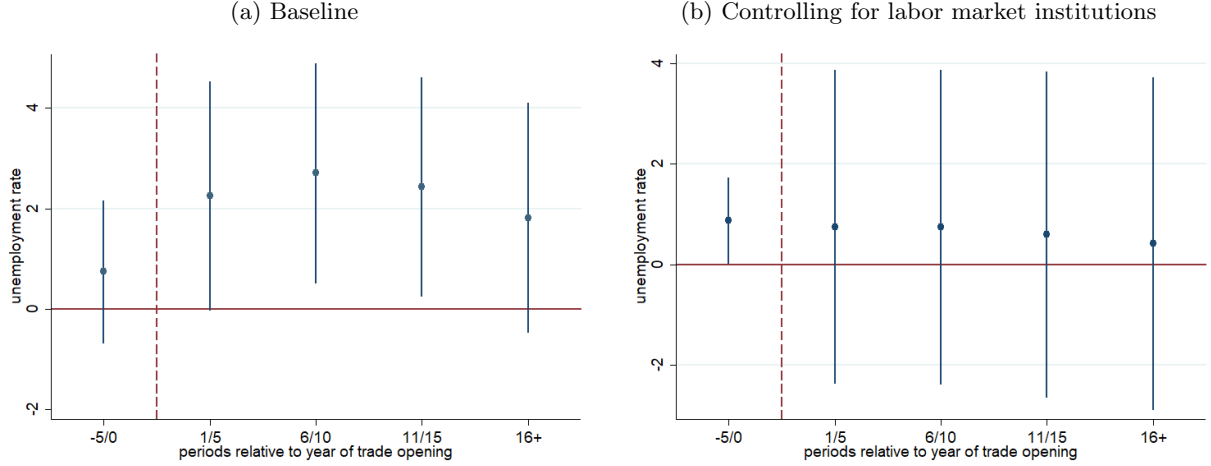 (a) Baseline
unemployment rate
4
2
0
-2
-5/0 1/5 6/10 11/15 16+
periods relative to year of trade opening
(b) Controlling for labor market institutions
unemployment rate
4
2
0
-2
-5/0 1/5 6/10 11/15 16+
periods relative to year of trade opening